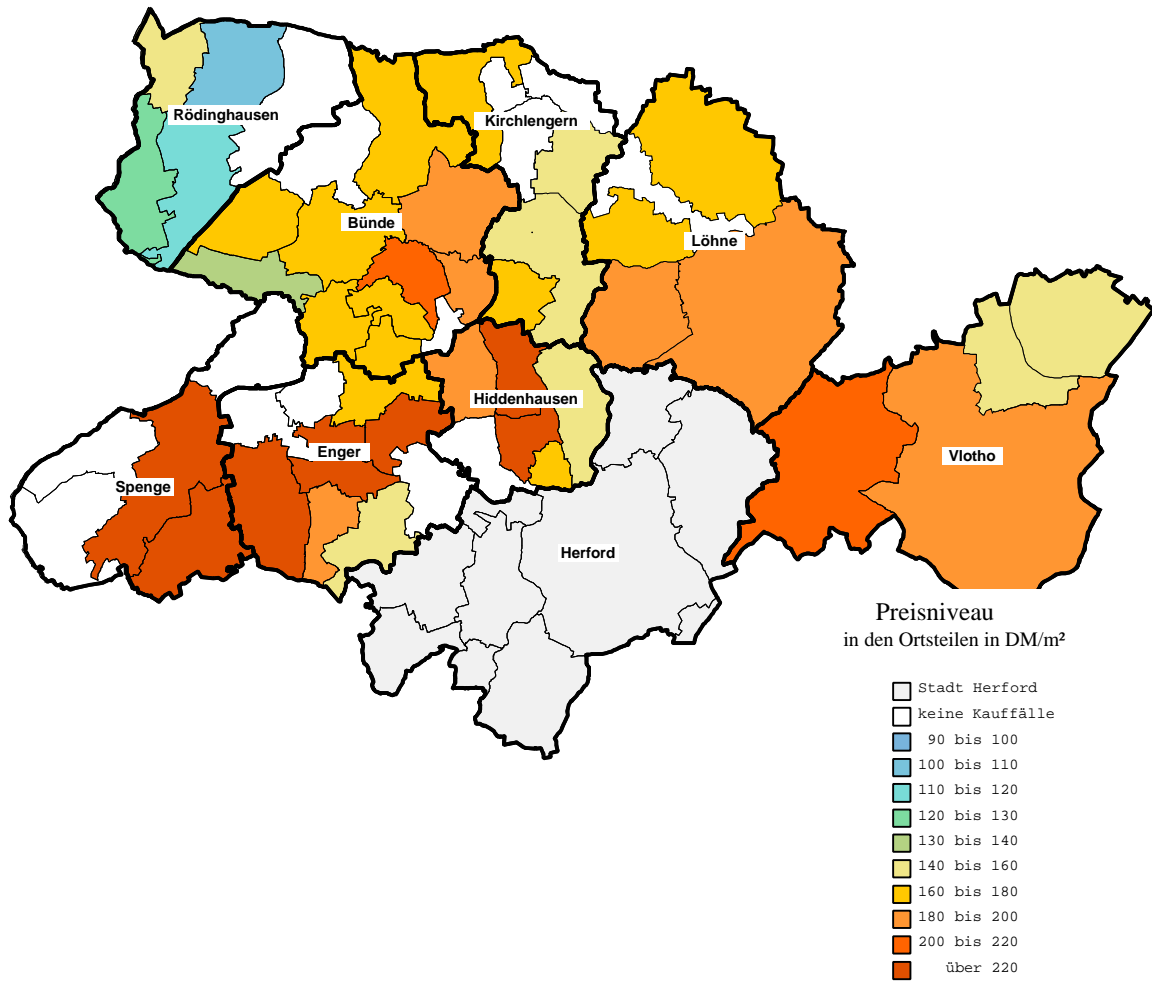 Rödinghausen
Kirchlengern
Bünde
Löhne
Hiddenhausen
Enger
Vlotho
Spenge
Herford
Preisniveau
in den Ortsteilen in DM/m²
Stadt Herford
keine Kauffälle
90 bis 100
100 bis 110
110 bis 120
120 bis 130
130 bis 140
140 bis 160
160 bis 180
180 bis 200
200 bis 220
über 220